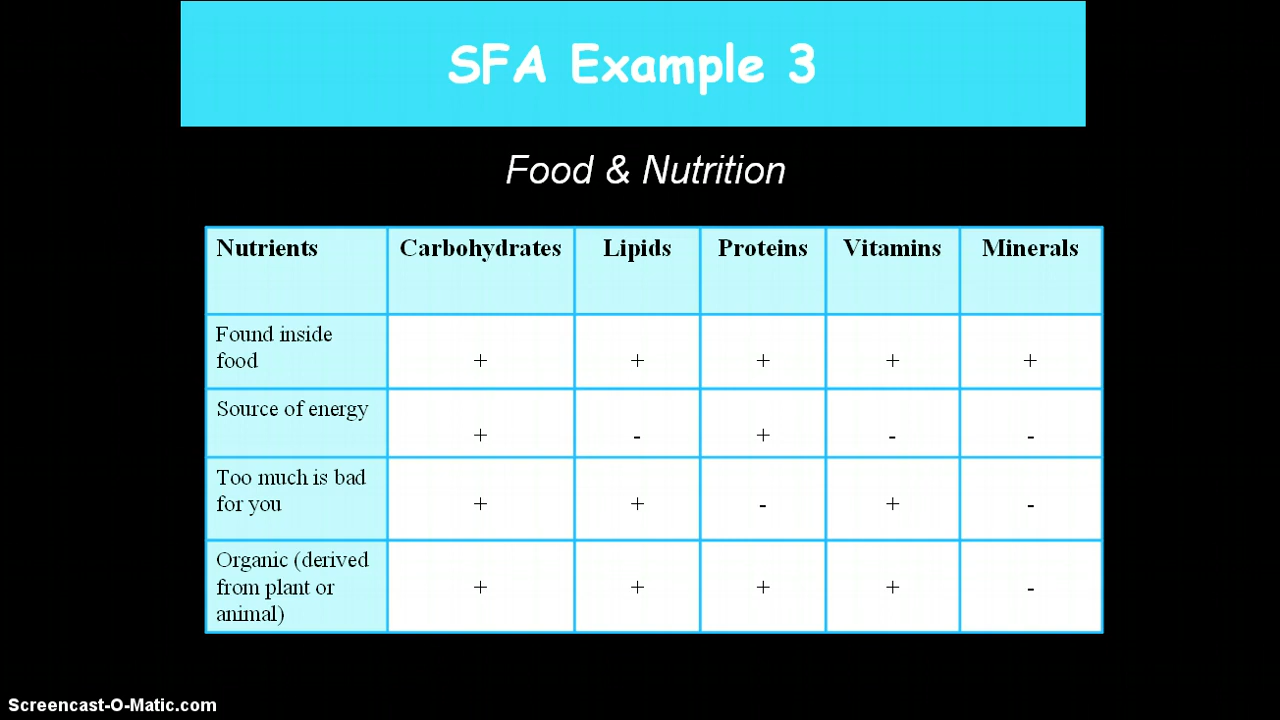 SFA Example 3
Food & Nutrition
Nutrients Carbohydrates Lipids Proteins Vitamins Minerals
Found inside
food + + + + +
Source of energy
+ - + - -
Too much is bad
for you + + - + -
Organic (derived
from plant or + + + + -
animal)
Screencast-O-Matic.com